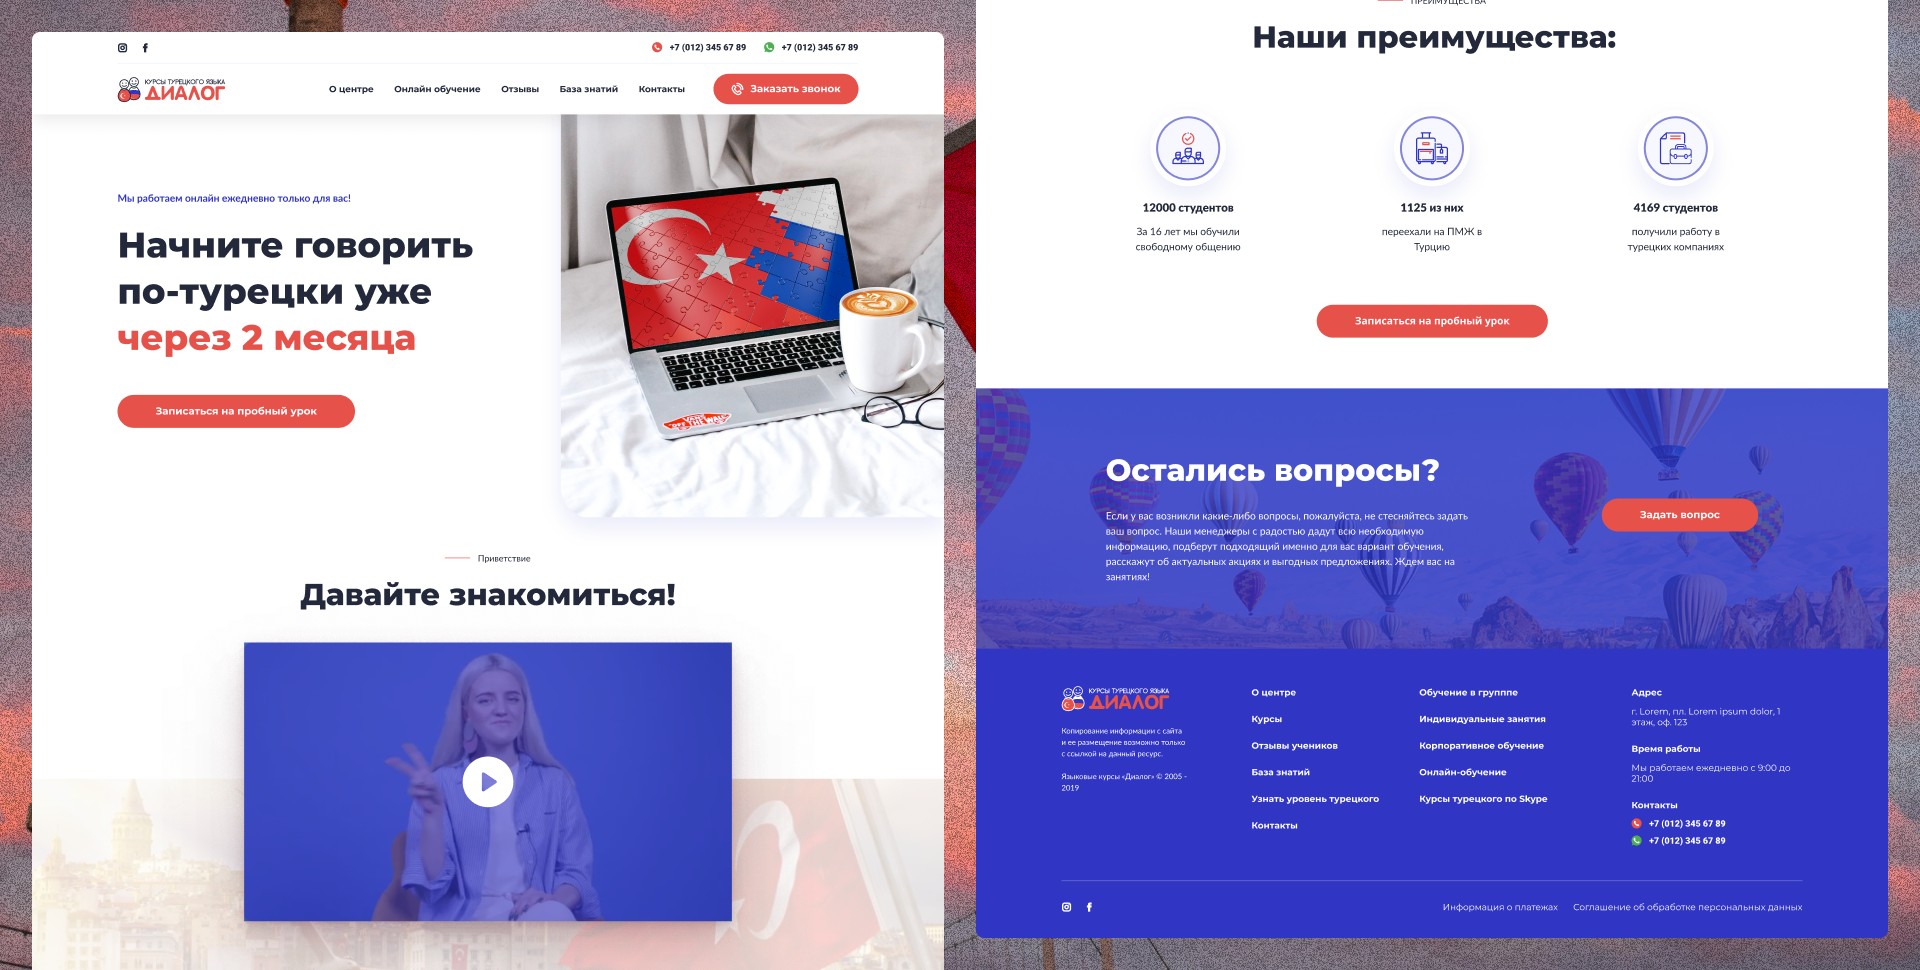 +7 (012) 345 67 89
+7 (012) 345 67 89
КУРСЫ ТУРЕЦКОГО ЯЗЫКА
ДИАЛОГ
О центре
Онлайн обучение
Отзывы
База знатий
Контакты
Заказать звонок
Мы работаем онлайн ежедневно только для вас!
Начните говорить
по-турецки уже
через 2 месяца
Записаться на пробный урок
VANS
"OFF THE WALL"
Приветствие
Давайте знакомиться!
ПРЕИМУЩЕСТВА
Наши преимущества:
12000 студентов
За 16 лет мы обучили
свободному общению
1125 из них
переехали на ПМЖ в
Турцию
4169 студентов
получили работу в
турецких компаниях
Записаться на пробный урок
Остались вопросы?
Если у вас возникли какие-либо вопросы, пожалуйста, не стесняйтесь задать
ваш вопрос. Наши менеджеры с радостью дадут всю необходимую
информацию, подберут подходящий именно для вас вариант обучения,
расскажут об актуальных акциях и выгодных предложениях. Ждем вас на
занятиях!
Задать вопрос
КУРСЫ ТУРЕЦКОГО ЯЗЫКА
ДИАЛОГ
Копирование информации с сайта
и ее размещение возможно только
с ссылкой на данный ресурс.
Языковые курсы «Диалог» © 2005 -
2019
О центре
Курсы
Отзывы учеников
База знатий
Узнать уровень турецкого
Контакты
Обучение в групппе
Индивидуальные занятия
Корпоративное обучение
Онлайн-обучение
Курсы турецкого по Skype
Адрес
г. Lorem, пл. Lorem ipsum dolor, 1
этаж, оф. 123
Время работы
Мы работаем ежедневно с 9:00 до
21:00
Контакты
+7 (012) 345 67 89
+7 (012) 345 67 89
Информация о платежах
Соглашение об обработке персональных данных